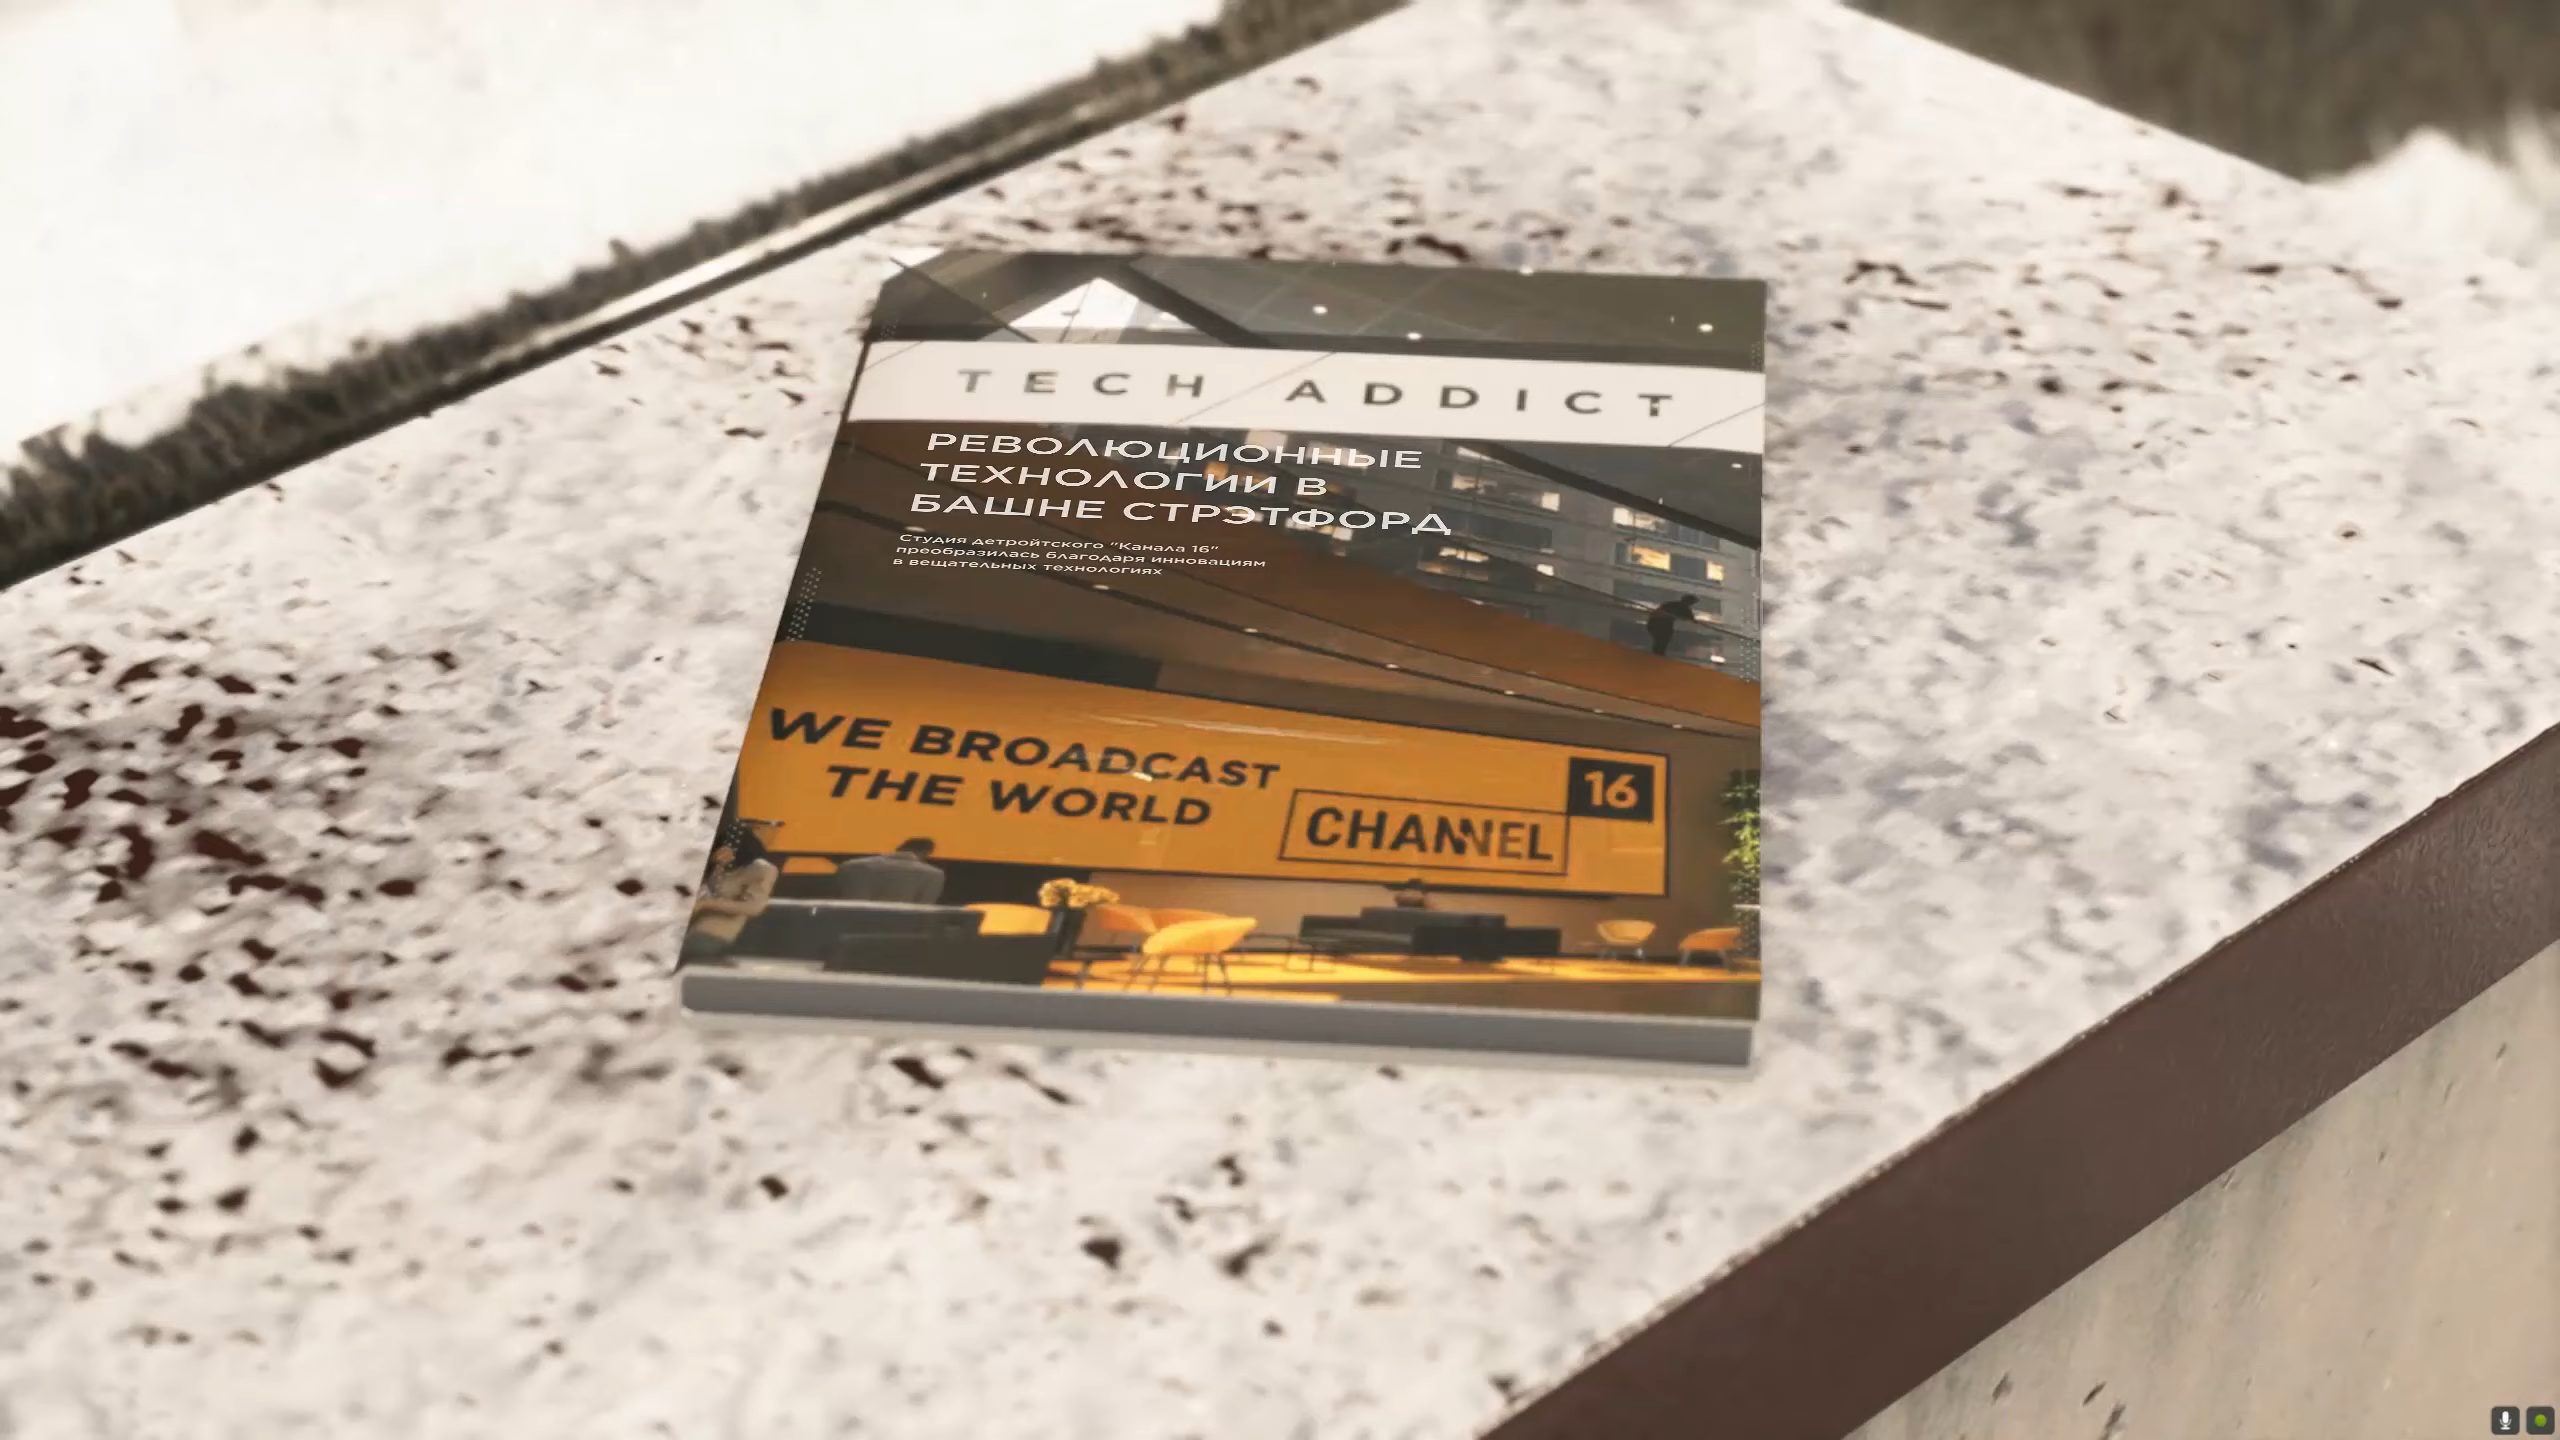 TECH ADDICT
РЕВОЛЮЦИОННЫЕ
ТЕХНОЛОГИИ В
БАШНЕ СТРЭТФОРД
Студия детройтского "Канала 16"
преобразилась благодаря инновациям
в вещательных технологиях
WE BROADCAST
THE WORLD
16
CHANNEL